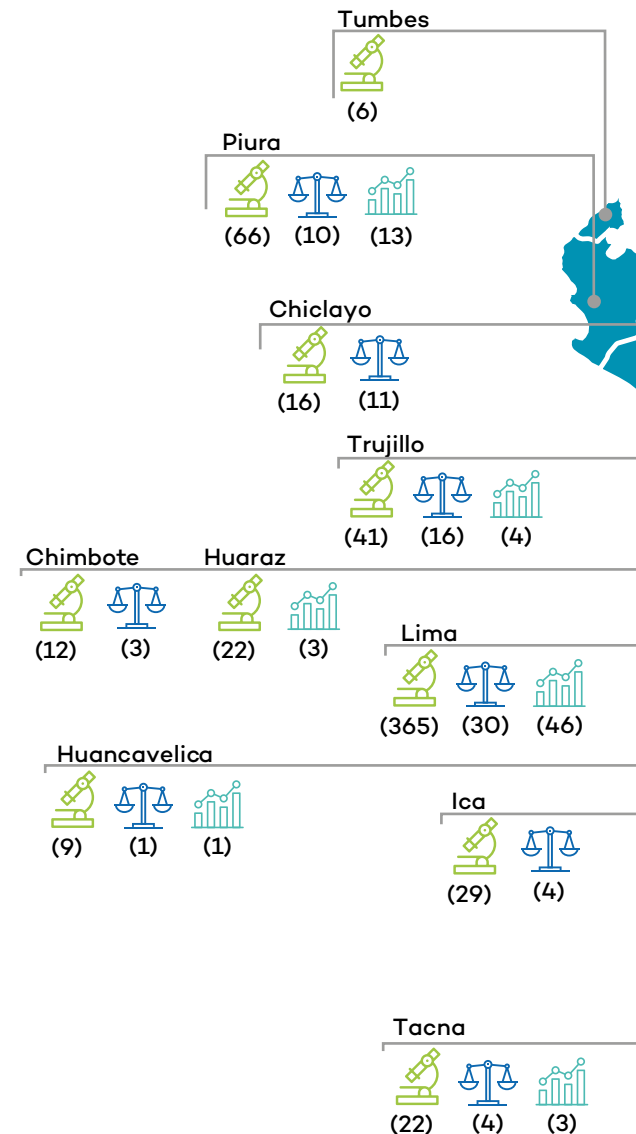 Tumbes
(6)
Piura
(66) (10) (13)
Chiclayo
(16) (11)
Trujillo
(41) (16) (4)
Chimbote Huaraz
(12) (3) (22) (3)
Lima
(365) (30) (46)
Huancavelica
(9) (1) (1)
Ica
(29) (4)
Tacna
(22) (4) (3)